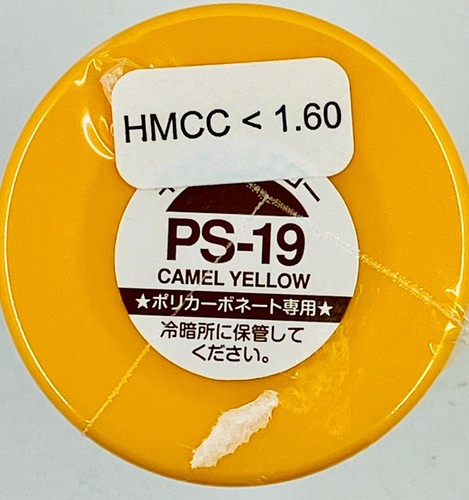 HMCC < 1.60
PS-19
CAMEL YELLOW
★ポリカーボネート専用★
冷暗所に保管して
ください。